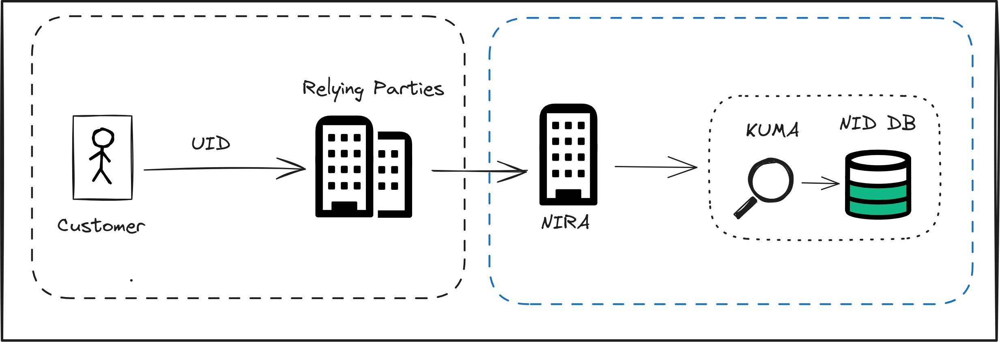 Relying Parties
UID
Customer
NIRA
KUMA
NID DB